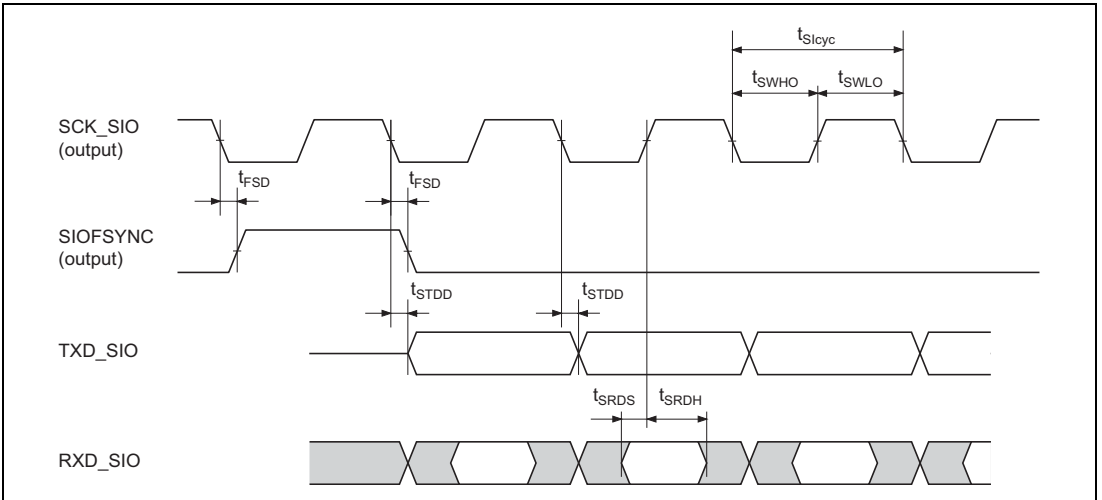 tSIcyc
tSWHO tSWLO
SCK_SIO
(output)
tFSD tFSD
SIOFSYNC
(output)
tSTDD tSTDD
TXD_SIO
tSRDS tSRDH
RXD_SIO